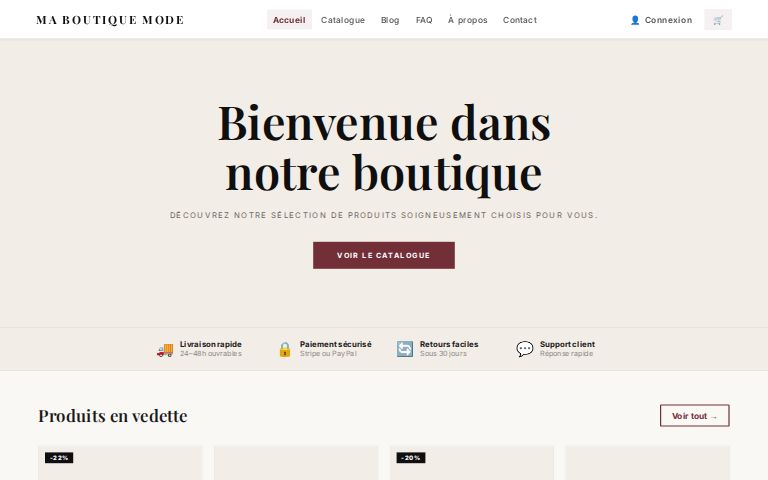 MA BOUTIQUE MODE
Accueil
Catalogue
Blog
FAQ
À propos
Contact
Connexion
Bienvenue dans
notre boutique
DÉCOUVREZ NOTRE SÉLECTION DE PRODUITS SOIGNEUSEMENT CHOISIS POUR VOUS.
VOIR LE CATALOGUE
Livraison rapide
24–48h ouvrables
Paiement sécurisé
Stripe ou PayPal
Retours faciles
Sous 30 jours
Support client
Réponse rapide
Produits en vedette
Voir tout →
-22%
-20%